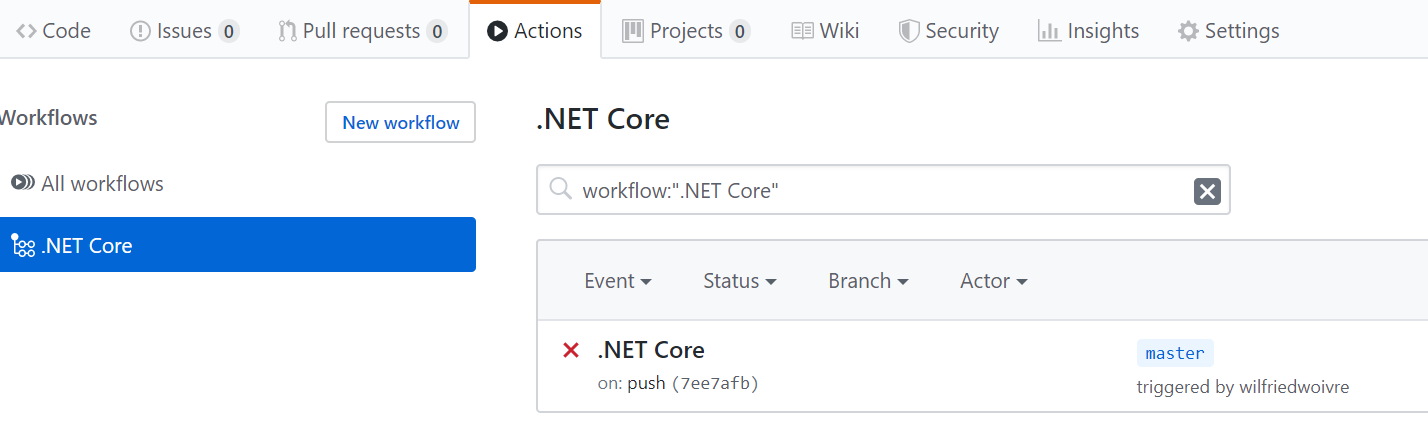 Code Issues 0 Pull requests 0 Actions Projects 0 Wiki Security Insights Settings
Workflows New workflow
.NET Core
All workflows
workflow:".NET Core"
.NET Core
Event Status Branch Actor
.NET Core master
on: push (7ee7afb) triggered by wilfriedwoivre